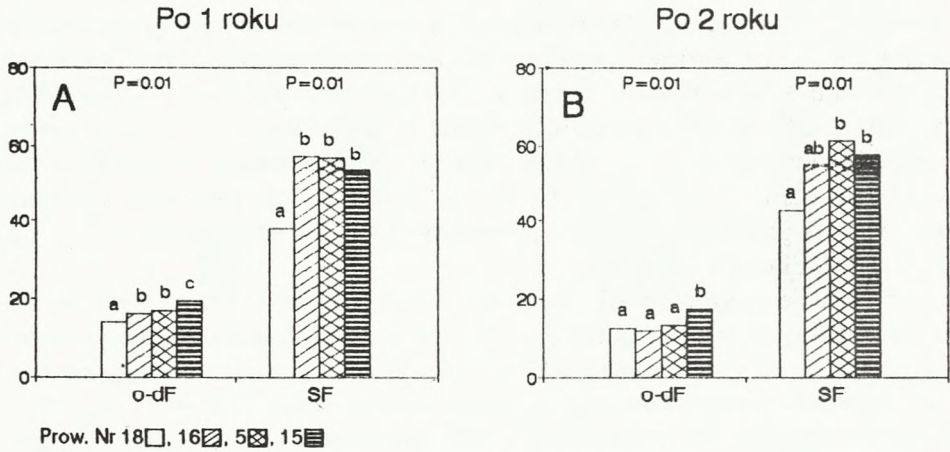 Po 1 roku
80
60
40
20
0
A
P=0.01
P=0.01
a
b
b
c
a
b
b
b
o-dF
SF
Po 2 roku
80
60
40
20
0
B
P=0.01
P=0.01
a
a
a
b
a
ab
b
b
o-dF
SF
Prow. Nr 18, 16, 5, 15